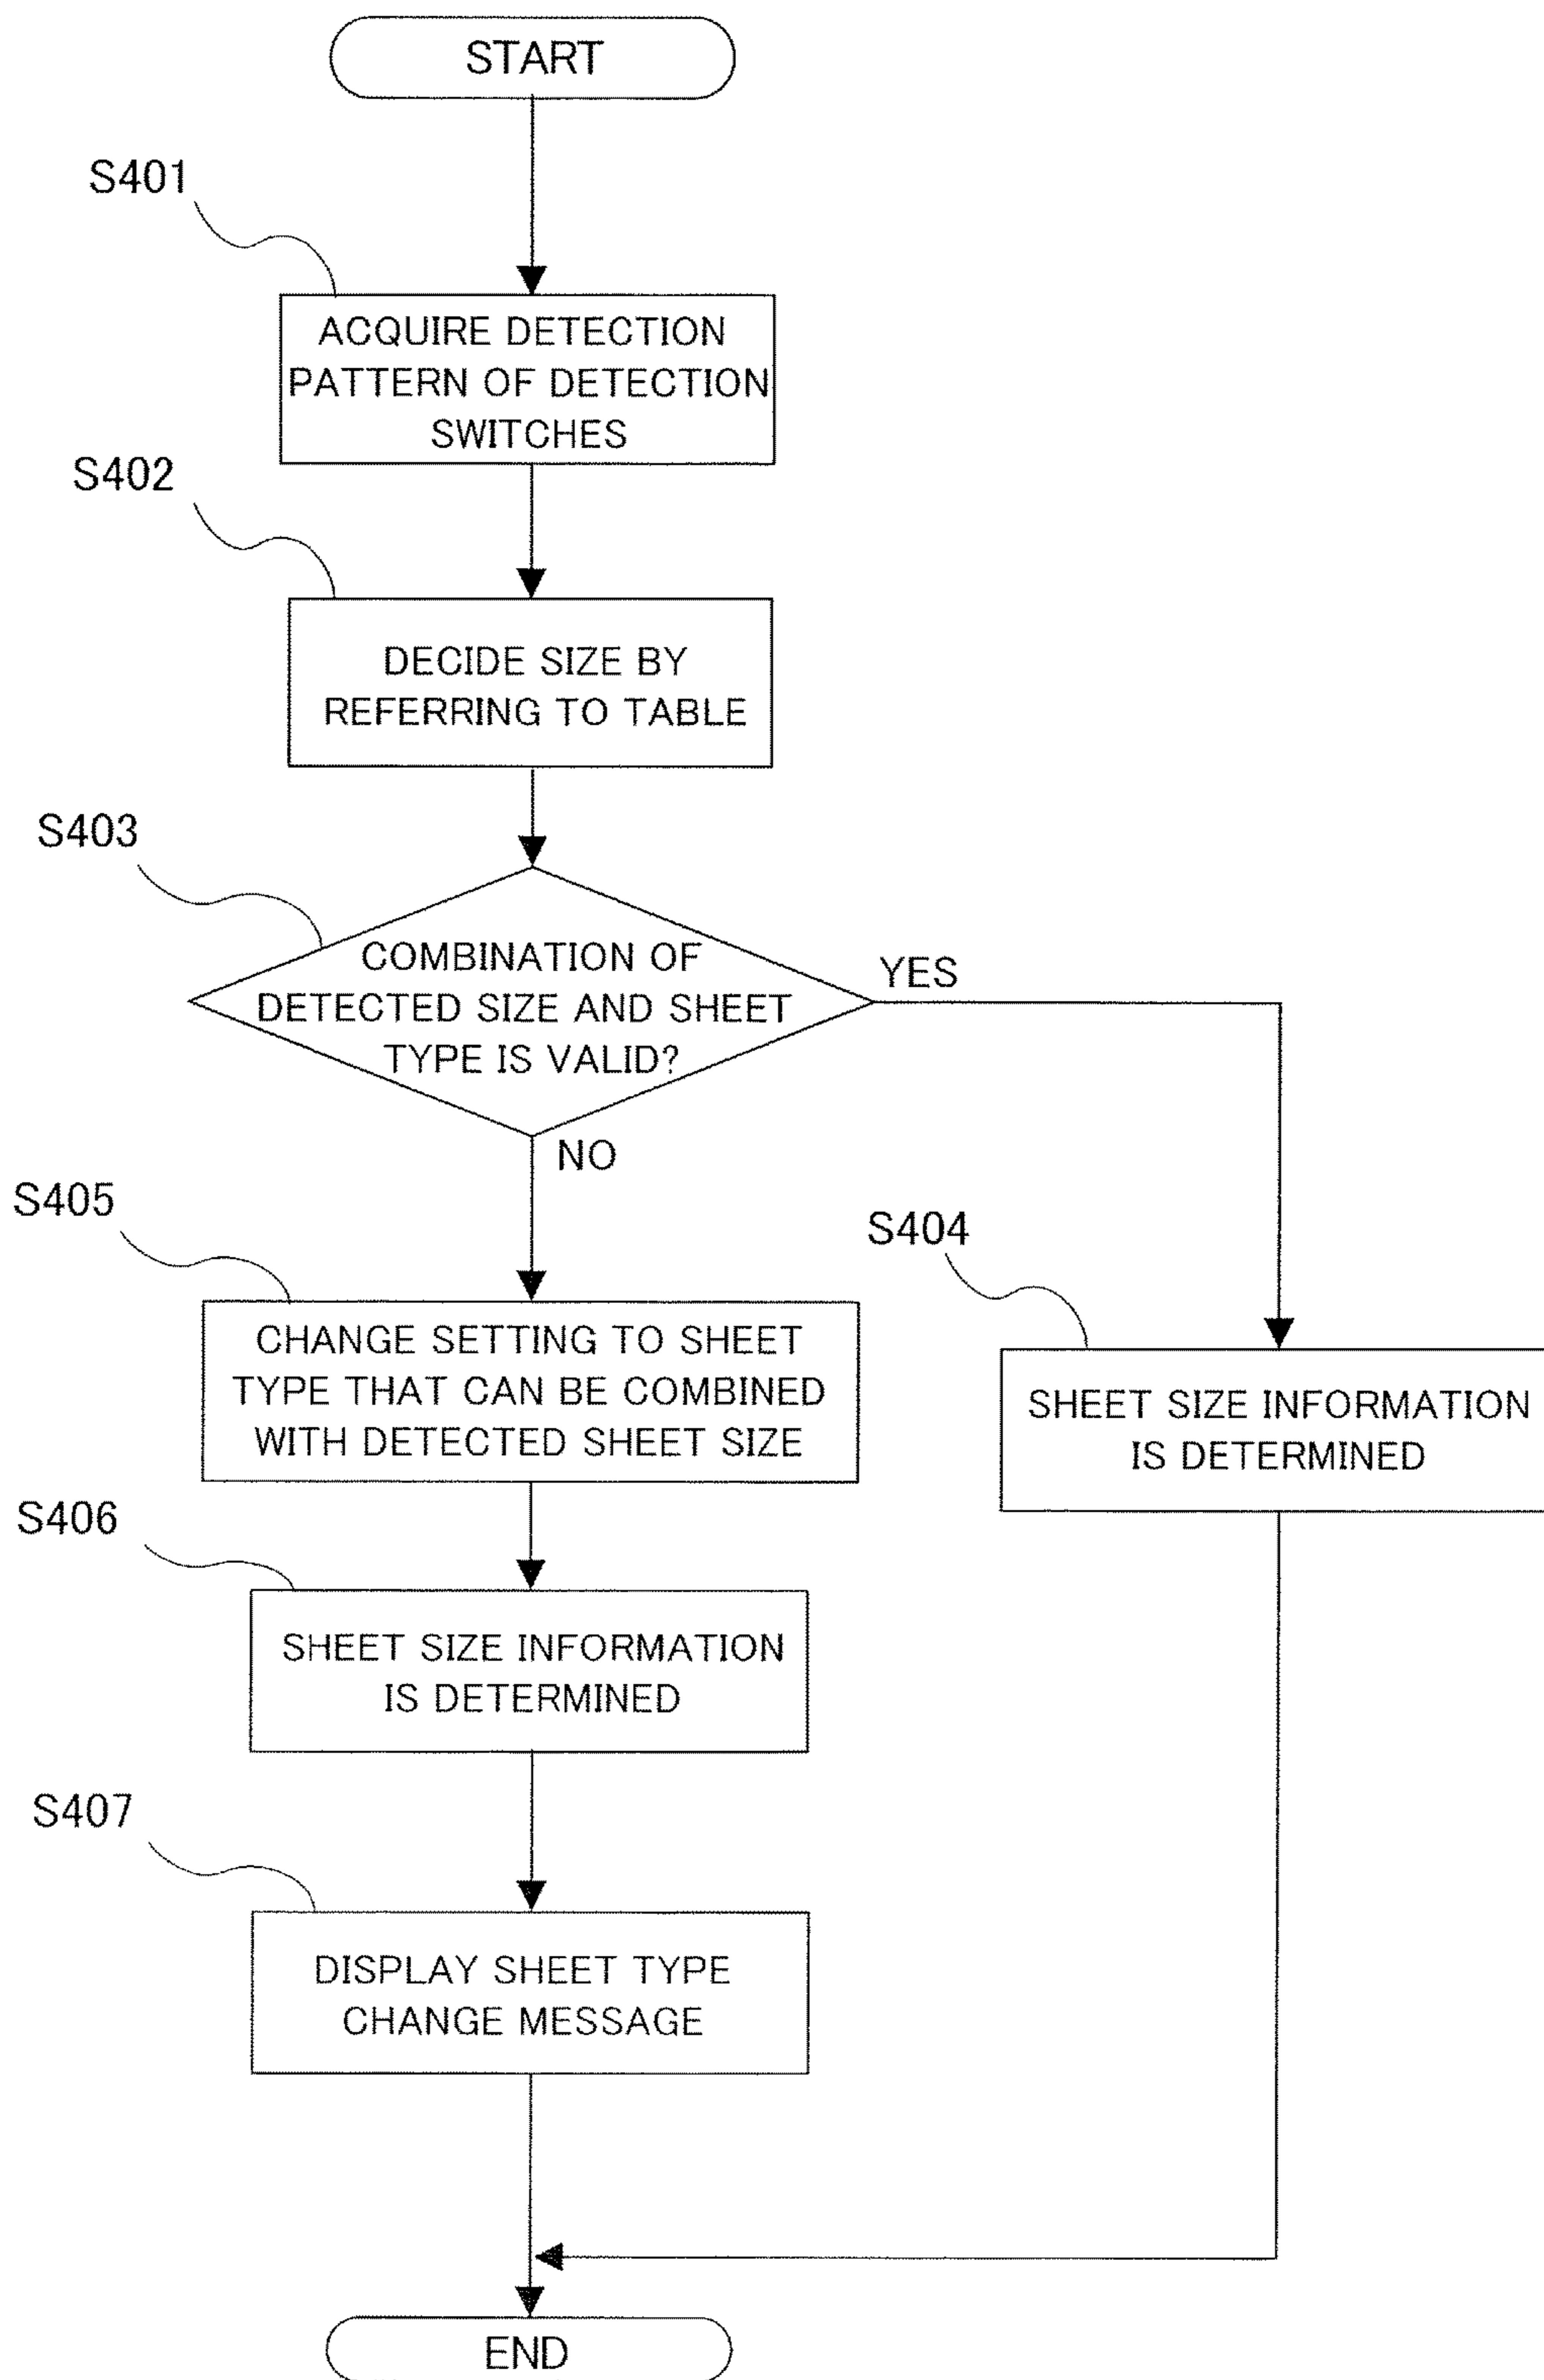 START
S401
ACQUIRE DETECTION
PATTERN OF DETECTION
SWITCHES
S402
DECIDE SIZE BY
REFERRING TO TABLE
S403
COMBINATION OF
DETECTED SIZE AND SHEET
TYPE IS VALID?
YES
NO
S405
CHANGE SETTING TO SHEET
TYPE THAT CAN BE COMBINED
WITH DETECTED SHEET SIZE
S404
SHEET SIZE INFORMATION
IS DETERMINED
S406
SHEET SIZE INFORMATION
IS DETERMINED
S407
DISPLAY SHEET TYPE
CHANGE MESSAGE
END